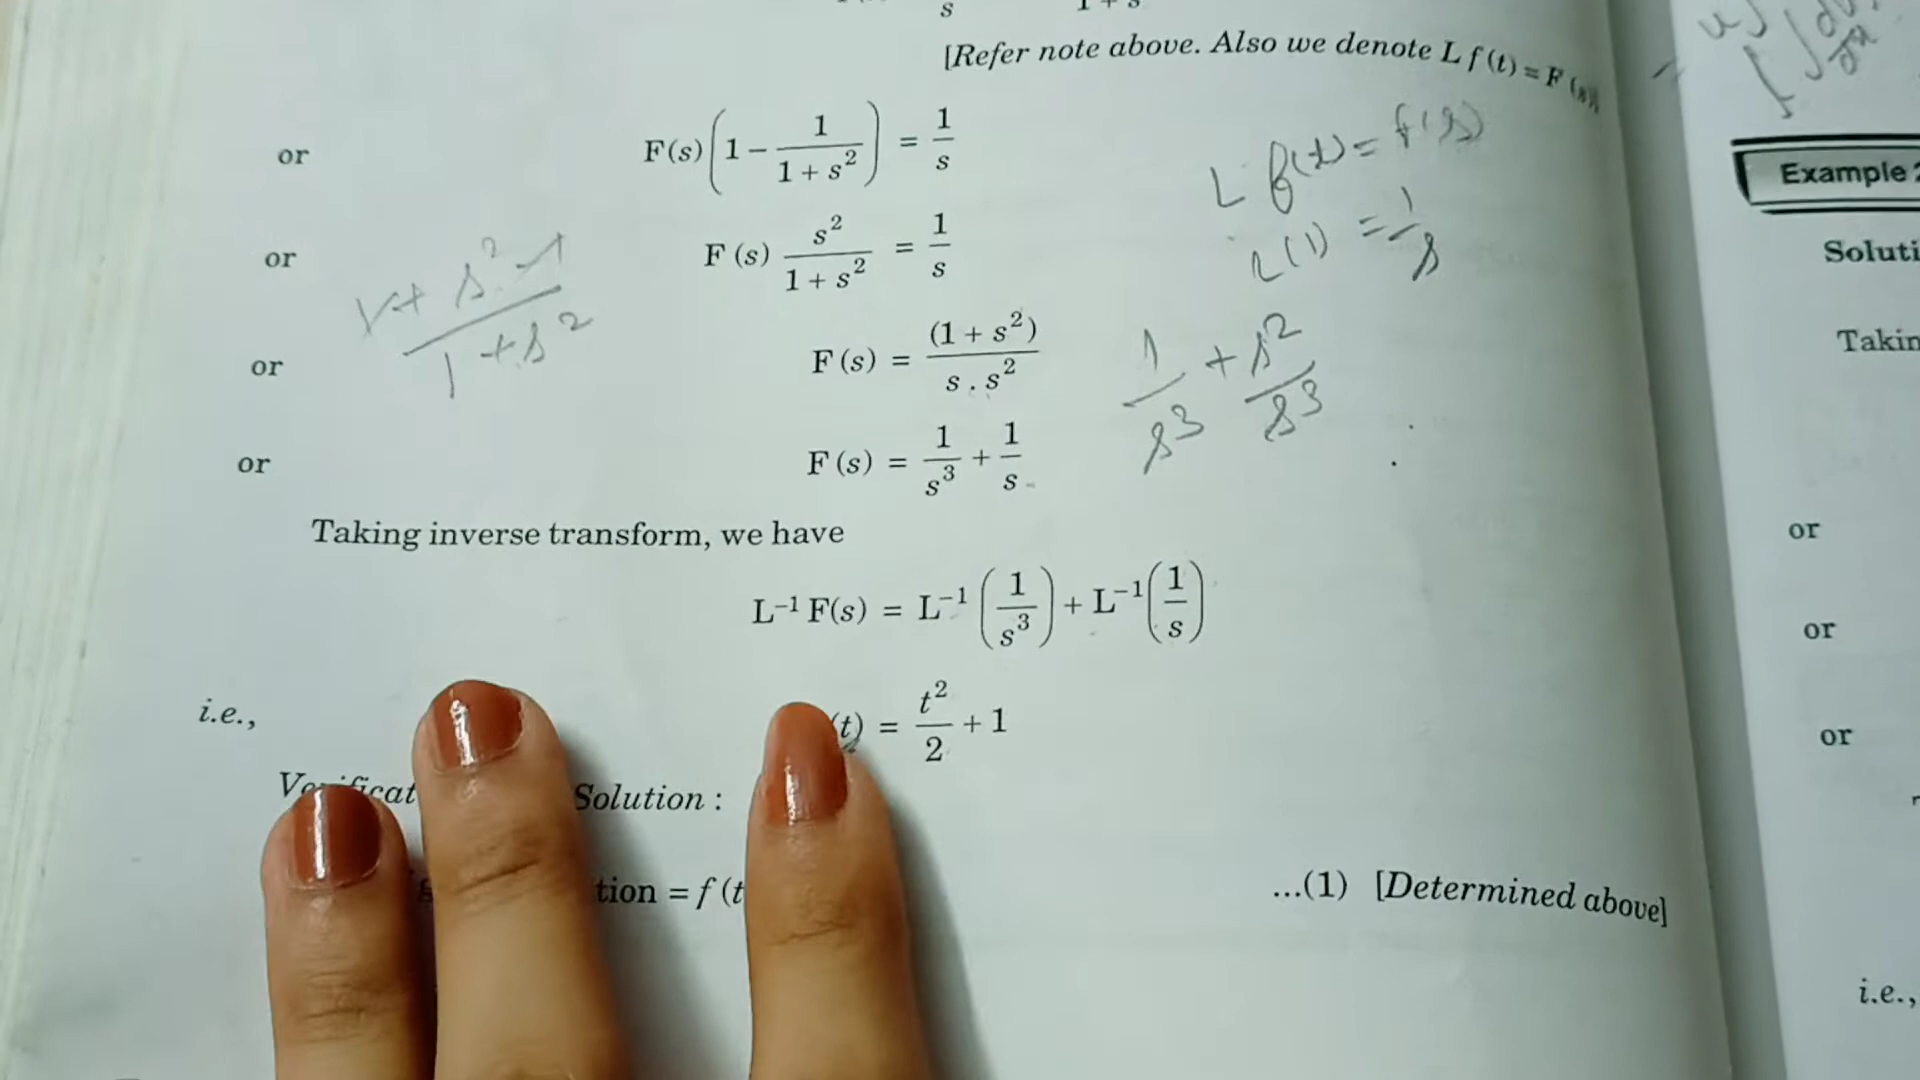 [Refer note above. Also we denote L f(t) = F (s)]
or F(s) (1 − 1/(1 + s²)) = 1/s
L f(t) = f(s)
L(1) = 1/s
or F (s) s²/(1 + s²) = 1/s
1 + s² − 1/1 + s²
or F (s) = (1 + s²)/(s . s²)
1/s³ + s²/s³
or F (s) = 1/s³ + 1/s
Taking inverse transform, we have
L⁻¹ F(s) = L⁻¹ (1/s³) + L⁻¹ (1/s)
i.e., (t) = t²/2 + 1
Solution :
tion = f (t ...(1) [Determined above]
Example
or
or
or
i.e.,